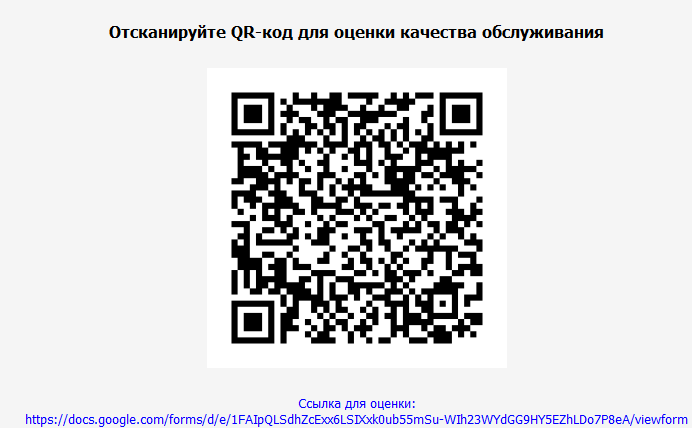 Отсканируйте QR-код для оценки качества обслуживания
Ссылка для оценки:
https://docs.google.com/forms/d/e/1FAIpQLSdhZcExx6LSIXxk0ub55mSu-WIh23WYdGG9HY5EZhLDo7P8eA/viewform